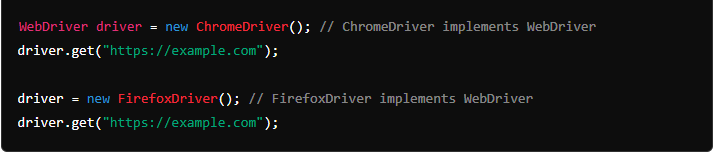 WebDriver driver = new ChromeDriver(); // ChromeDriver implements WebDriver
driver.get("https://example.com");
driver = new FirefoxDriver(); // FirefoxDriver implements WebDriver
driver.get("https://example.com");